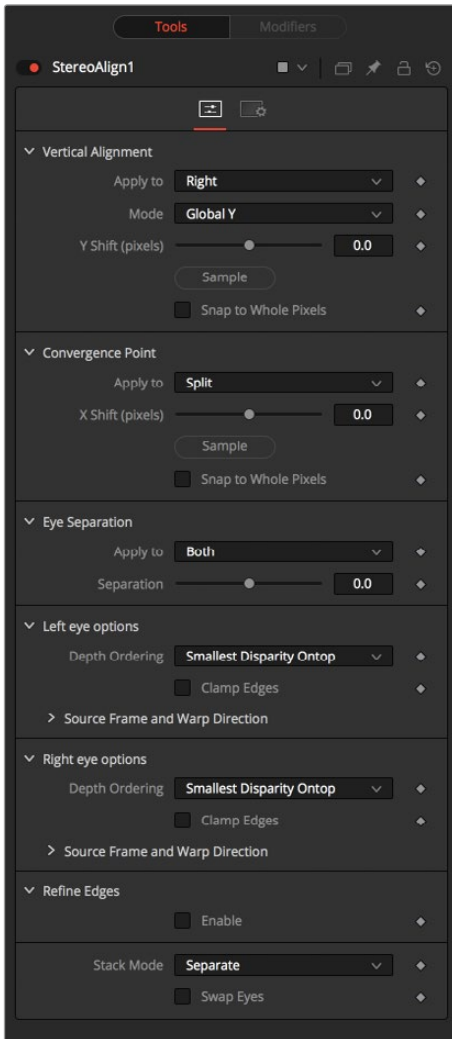 Tools Modifiers
StereoAlign1
Vertical Alignment
Apply to Right
Mode Global Y
Y Shift (pixels) 0.0
Sample
Snap to Whole Pixels
Convergence Point
Apply to Split
X Shift (pixels) 0.0
Sample
Snap to Whole Pixels
Eye Separation
Apply to Both
Separation 0.0
Left eye options
Depth Ordering Smallest Disparity Ontop
Clamp Edges
Source Frame and Warp Direction
Right eye options
Depth Ordering Smallest Disparity Ontop
Clamp Edges
Source Frame and Warp Direction
Refine Edges
Enable
Stack Mode Separate
Swap Eyes